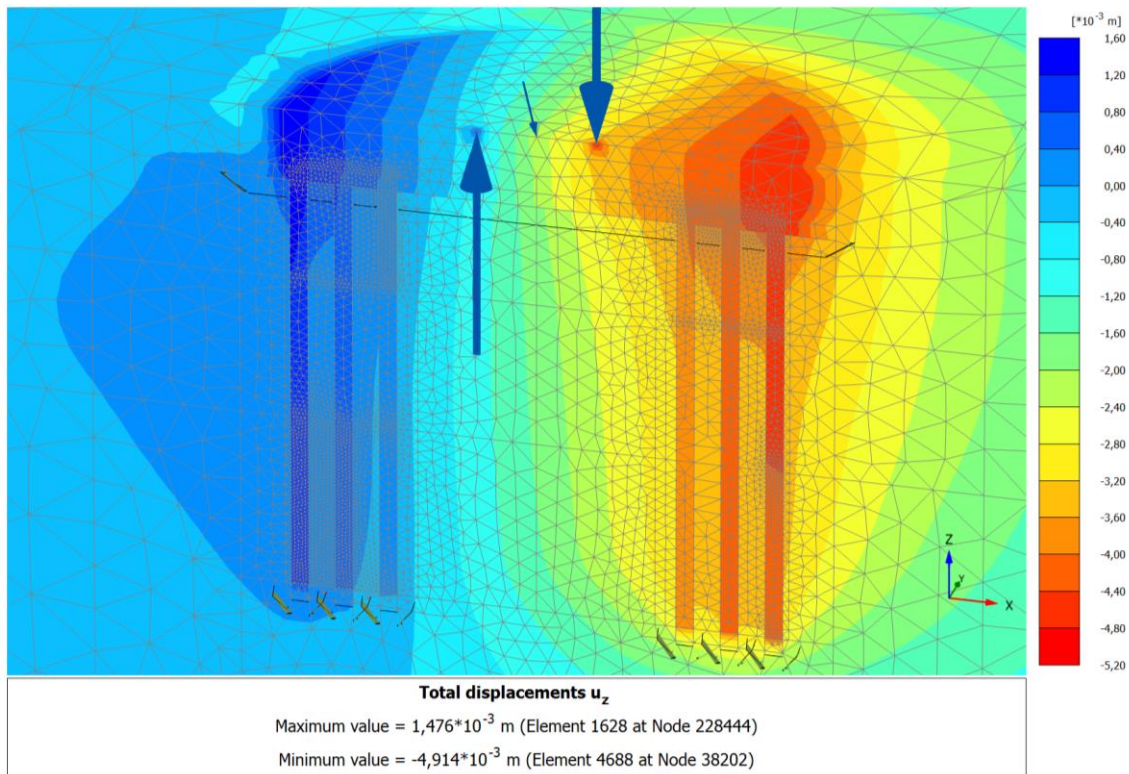 [*10⁻³ m]
1,60
1,20
0,80
0,40
0,00
-0,40
-0,80
-1,20
-1,60
-2,00
-2,40
-2,80
-3,20
-3,60
-4,00
-4,40
-4,80
-5,20
Z
Y
X
Total displacements u_z
Maximum value = 1,476*10⁻³ m (Element 1628 at Node 228444)
Minimum value = -4,914*10⁻³ m (Element 4688 at Node 38202)